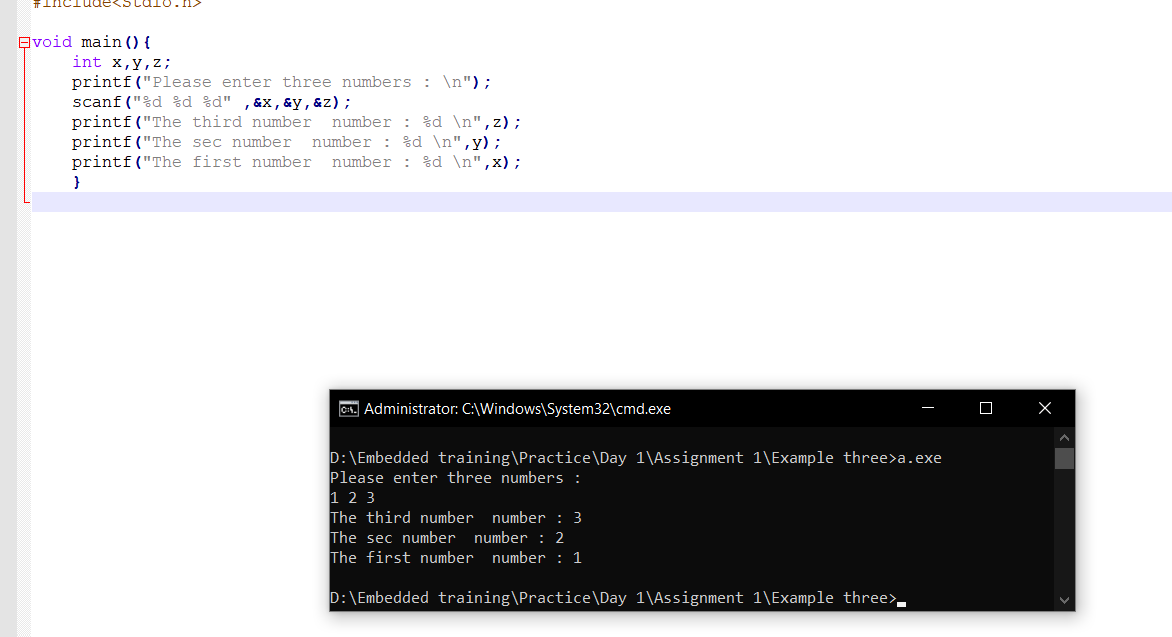 #include<Stdio.h>
void main(){
int x,y,z;
printf("Please enter three numbers : \n");
scanf("%d %d %d" ,&x,&y,&z);
printf("The third number  number : %d \n",z);
printf("The sec number  number : %d \n",y);
printf("The first number  number : %d \n",x);
}
Administrator: C:\Windows\System32\cmd.exe
D:\Embedded training\Practice\Day 1\Assignment 1\Example three>a.exe
Please enter three numbers :
1 2 3
The third number  number : 3
The sec number  number : 2
The first number  number : 1
D:\Embedded training\Practice\Day 1\Assignment 1\Example three>